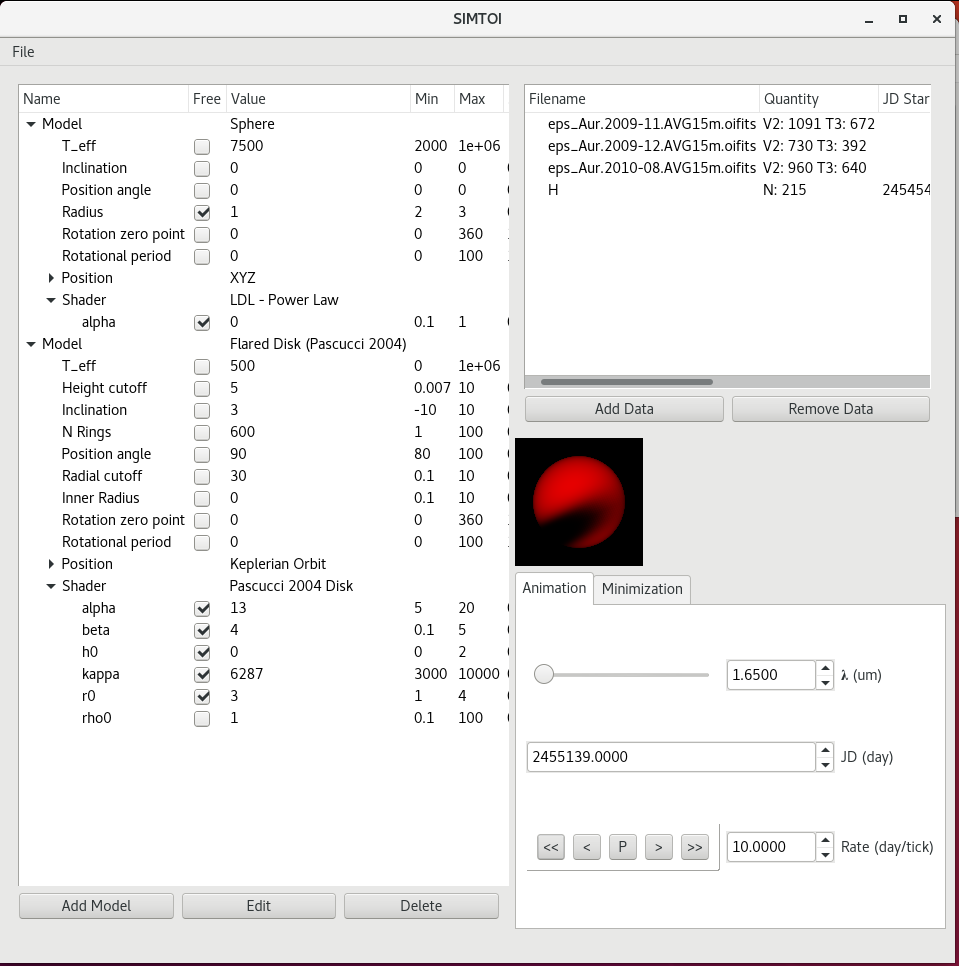 SIMTOI
File
Name Free Value Min Max
Model Sphere
T_eff 7500 2000 1e+06
Inclination 0 0 0
Position angle 0 0 0
Radius 1 2 3
Rotation zero point 0 0 360
Rotational period 0 0 100
Position XYZ
Shader LDL - Power Law
alpha 0 0.1 1
Model Flared Disk (Pascucci 2004)
T_eff 500 0 1e+06
Height cutoff 5 0.007 10
Inclination 3 -10 10
N Rings 600 1 100
Position angle 90 80 100
Radial cutoff 30 0.1 10
Inner Radius 0 0.1 10
Rotation zero point 0 0 360
Rotational period 0 0 100
Position Keplerian Orbit
Shader Pascucci 2004 Disk
alpha 13 5 20
beta 4 0.1 5
h0 0 0 2
kappa 6287 3000 10000
r0 3 1 4
rho0 1 0.1 100
Add Model Edit Delete
Filename Quantity JD Star
eps_Aur.2009-11.AVG15m.oifits V2: 1091 T3: 672
eps_Aur.2009-12.AVG15m.oifits V2: 730 T3: 392
eps_Aur.2010-08.AVG15m.oifits V2: 960 T3: 640
H N: 215 245454
Add Data Remove Data
Animation Minimization
1.6500 λ (um)
2455139.0000 JD (day)
<< < P > >> 10.0000 Rate (day/tick)